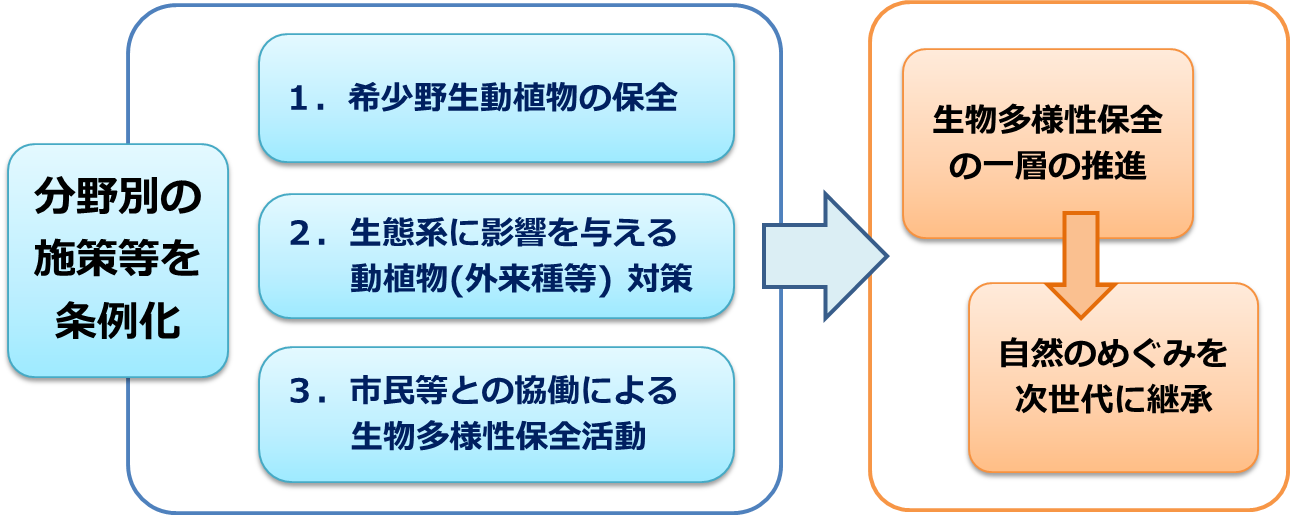 分野別の
施策等を
条例化
１．希少野生動植物の保全
２．生態系に影響を与える
動植物(外来種等) 対策
３．市民等との協働による
生物多様性保全活動
生物多様性保全
の一層の推進
自然のめぐみを
次世代に継承